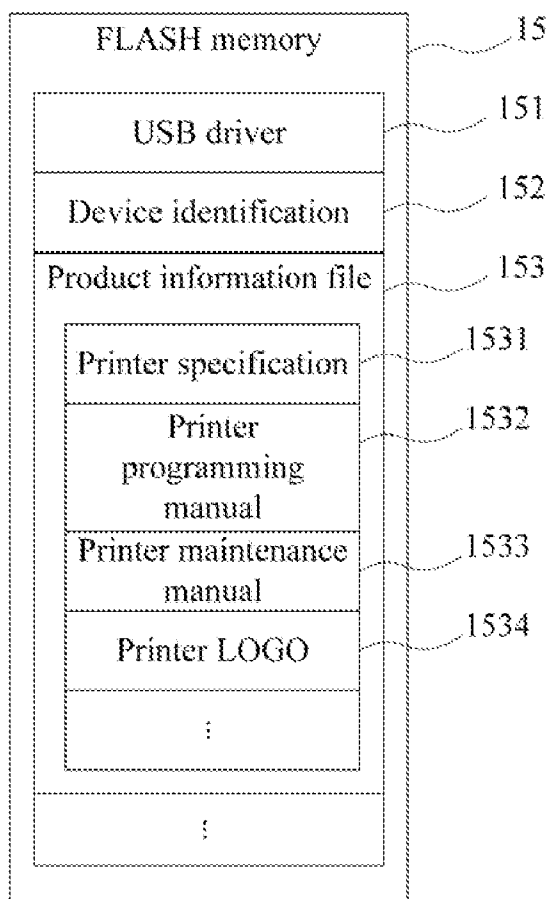 FLASH memory
15
USB driver
151
Device identification
152
Product information file
153
Printer specification
1531
Printer
programming
manual
1532
Printer maintenance
manual
1533
Printer LOGO
1534
⋮
⋮